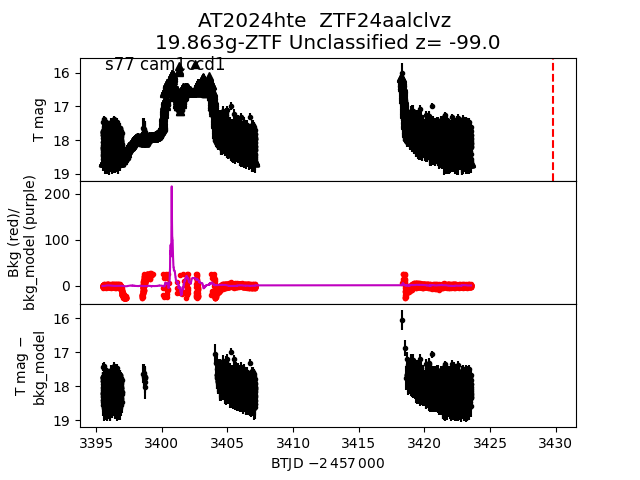 AT2024hte ZTF24aalclvz
19.863g-ZTF Unclassified z= -99.0
s77 cam1ccd1
16
17
18
19
T mag
200
100
0
Bkg (red)/
bkg_model (purple)
16
17
18
19
T mag −
bkg_model
3395 3400 3405 3410 3415 3420 3425 3430
BTJD −2 457 000